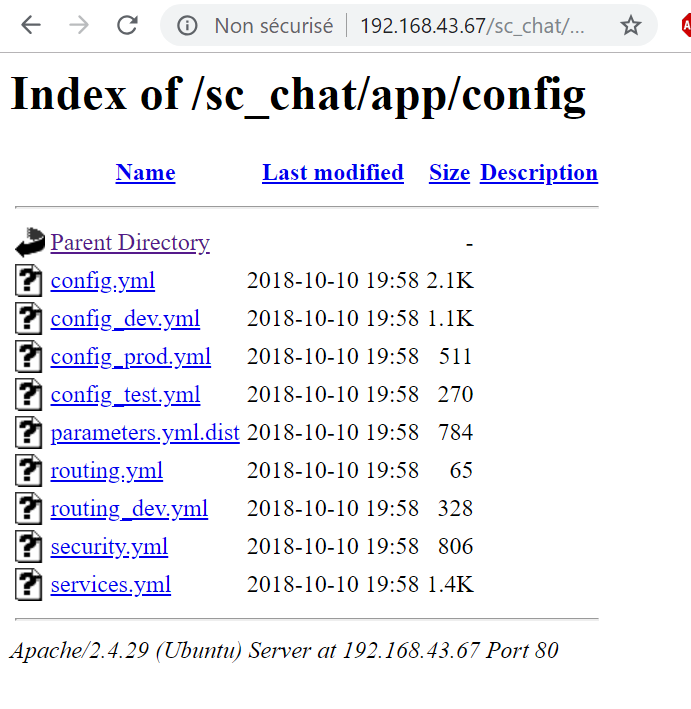 Non sécurisé 192.168.43.67/sc_chat/...
Index of /sc_chat/app/config
Name Last modified Size Description
Parent Directory -
config.yml 2018-10-10 19:58 2.1K
config_dev.yml 2018-10-10 19:58 1.1K
config_prod.yml 2018-10-10 19:58 511
config_test.yml 2018-10-10 19:58 270
parameters.yml.dist 2018-10-10 19:58 784
routing.yml 2018-10-10 19:58 65
routing_dev.yml 2018-10-10 19:58 328
security.yml 2018-10-10 19:58 806
services.yml 2018-10-10 19:58 1.4K
Apache/2.4.29 (Ubuntu) Server at 192.168.43.67 Port 80